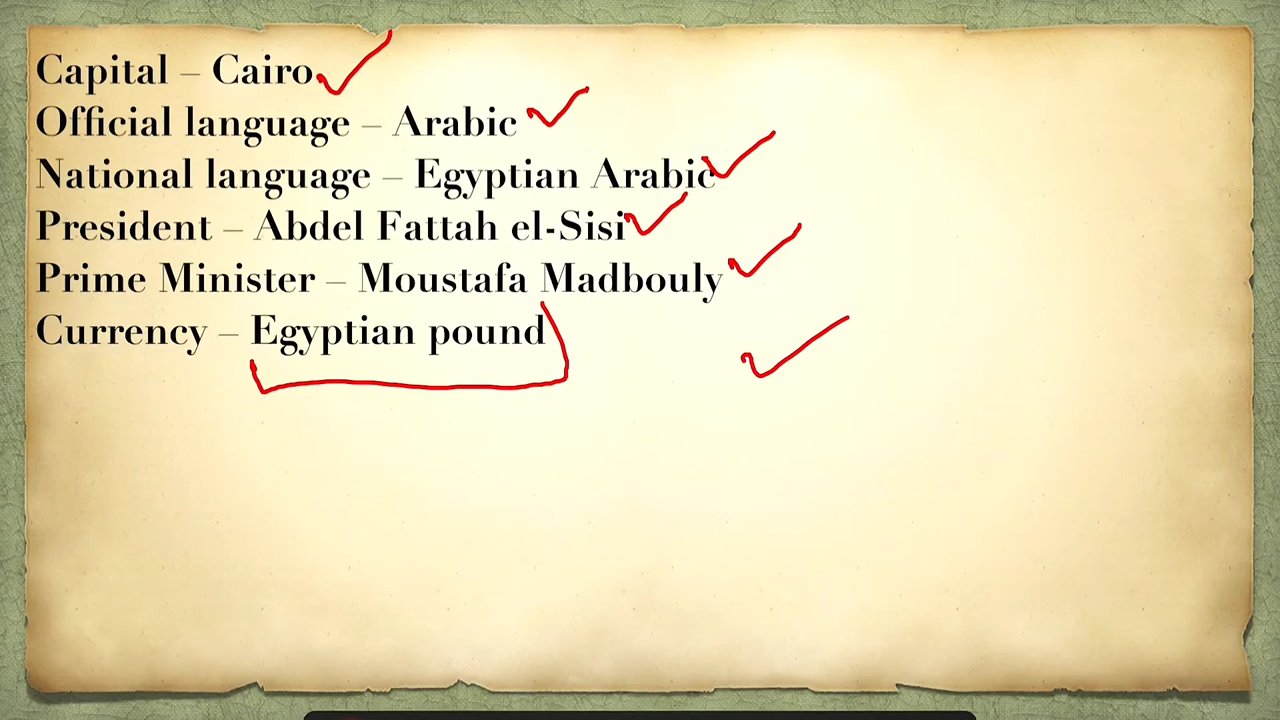 Capital – Cairo
Official language – Arabic
National language – Egyptian Arabic
President – Abdel Fattah el-Sisi
Prime Minister – Moustafa Madbouly
Currency – Egyptian pound